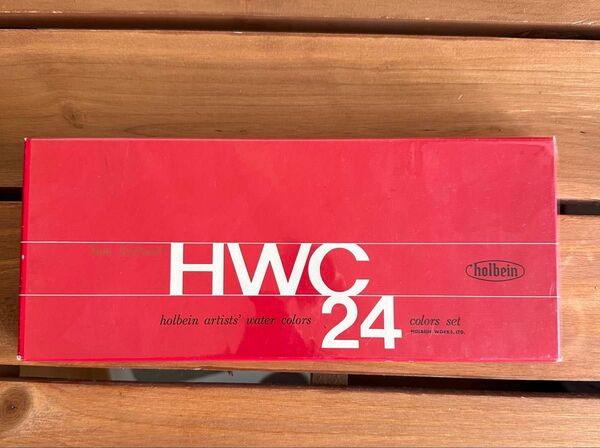 HWC
holbein
holbein artists' water colors 24 colors set
HOLBEIN WORKS, LTD.